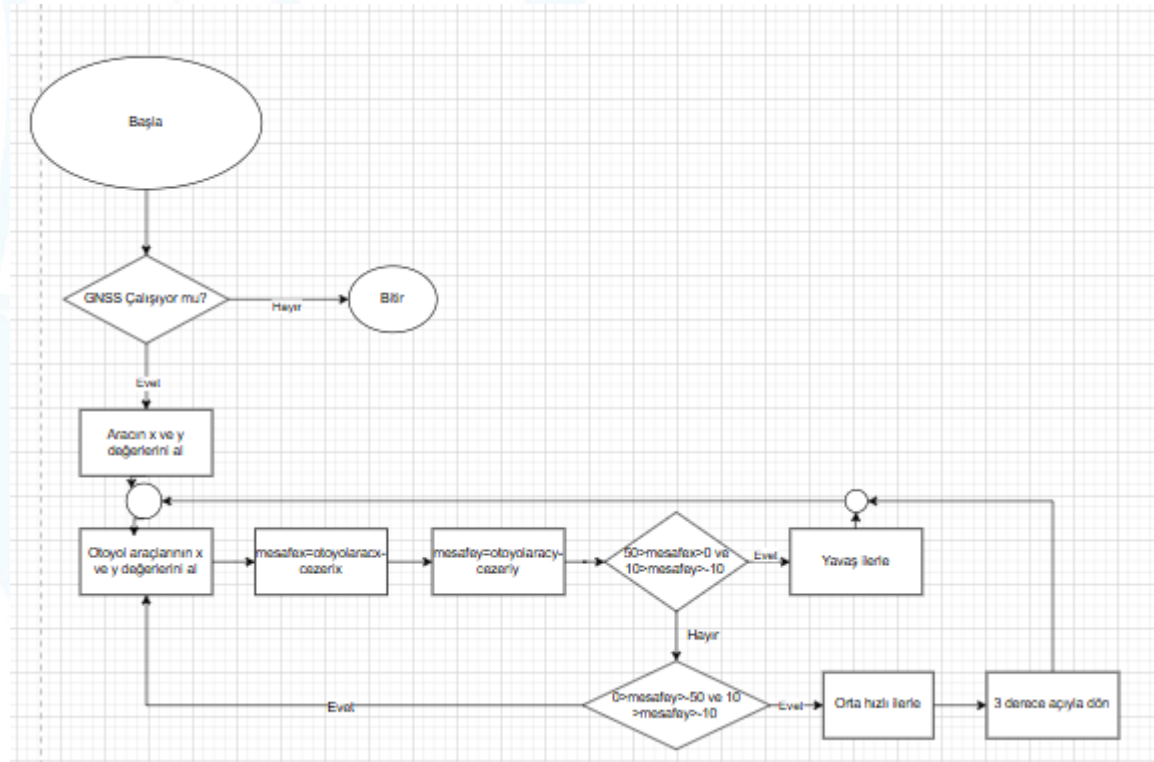 Başla
GNSS Çalışıyor mu?
Hayır
Bitir
Evet
Aracın x ve y
değerlerini al
Otoyol araçlarının x
ve y değerlerini al
mesafex=otoyolaracx-
cezerix
mesafey=otoyolaracy-
cezeriy
50>mesafex>0 ve
10>mesafey>-10
Evet
Yavaş ilerle
Hayır
0>mesafey>-50 ve 10
>mesafey>-10
Evet
Evet
Orta hızlı ilerle
3 derece açıyla dön